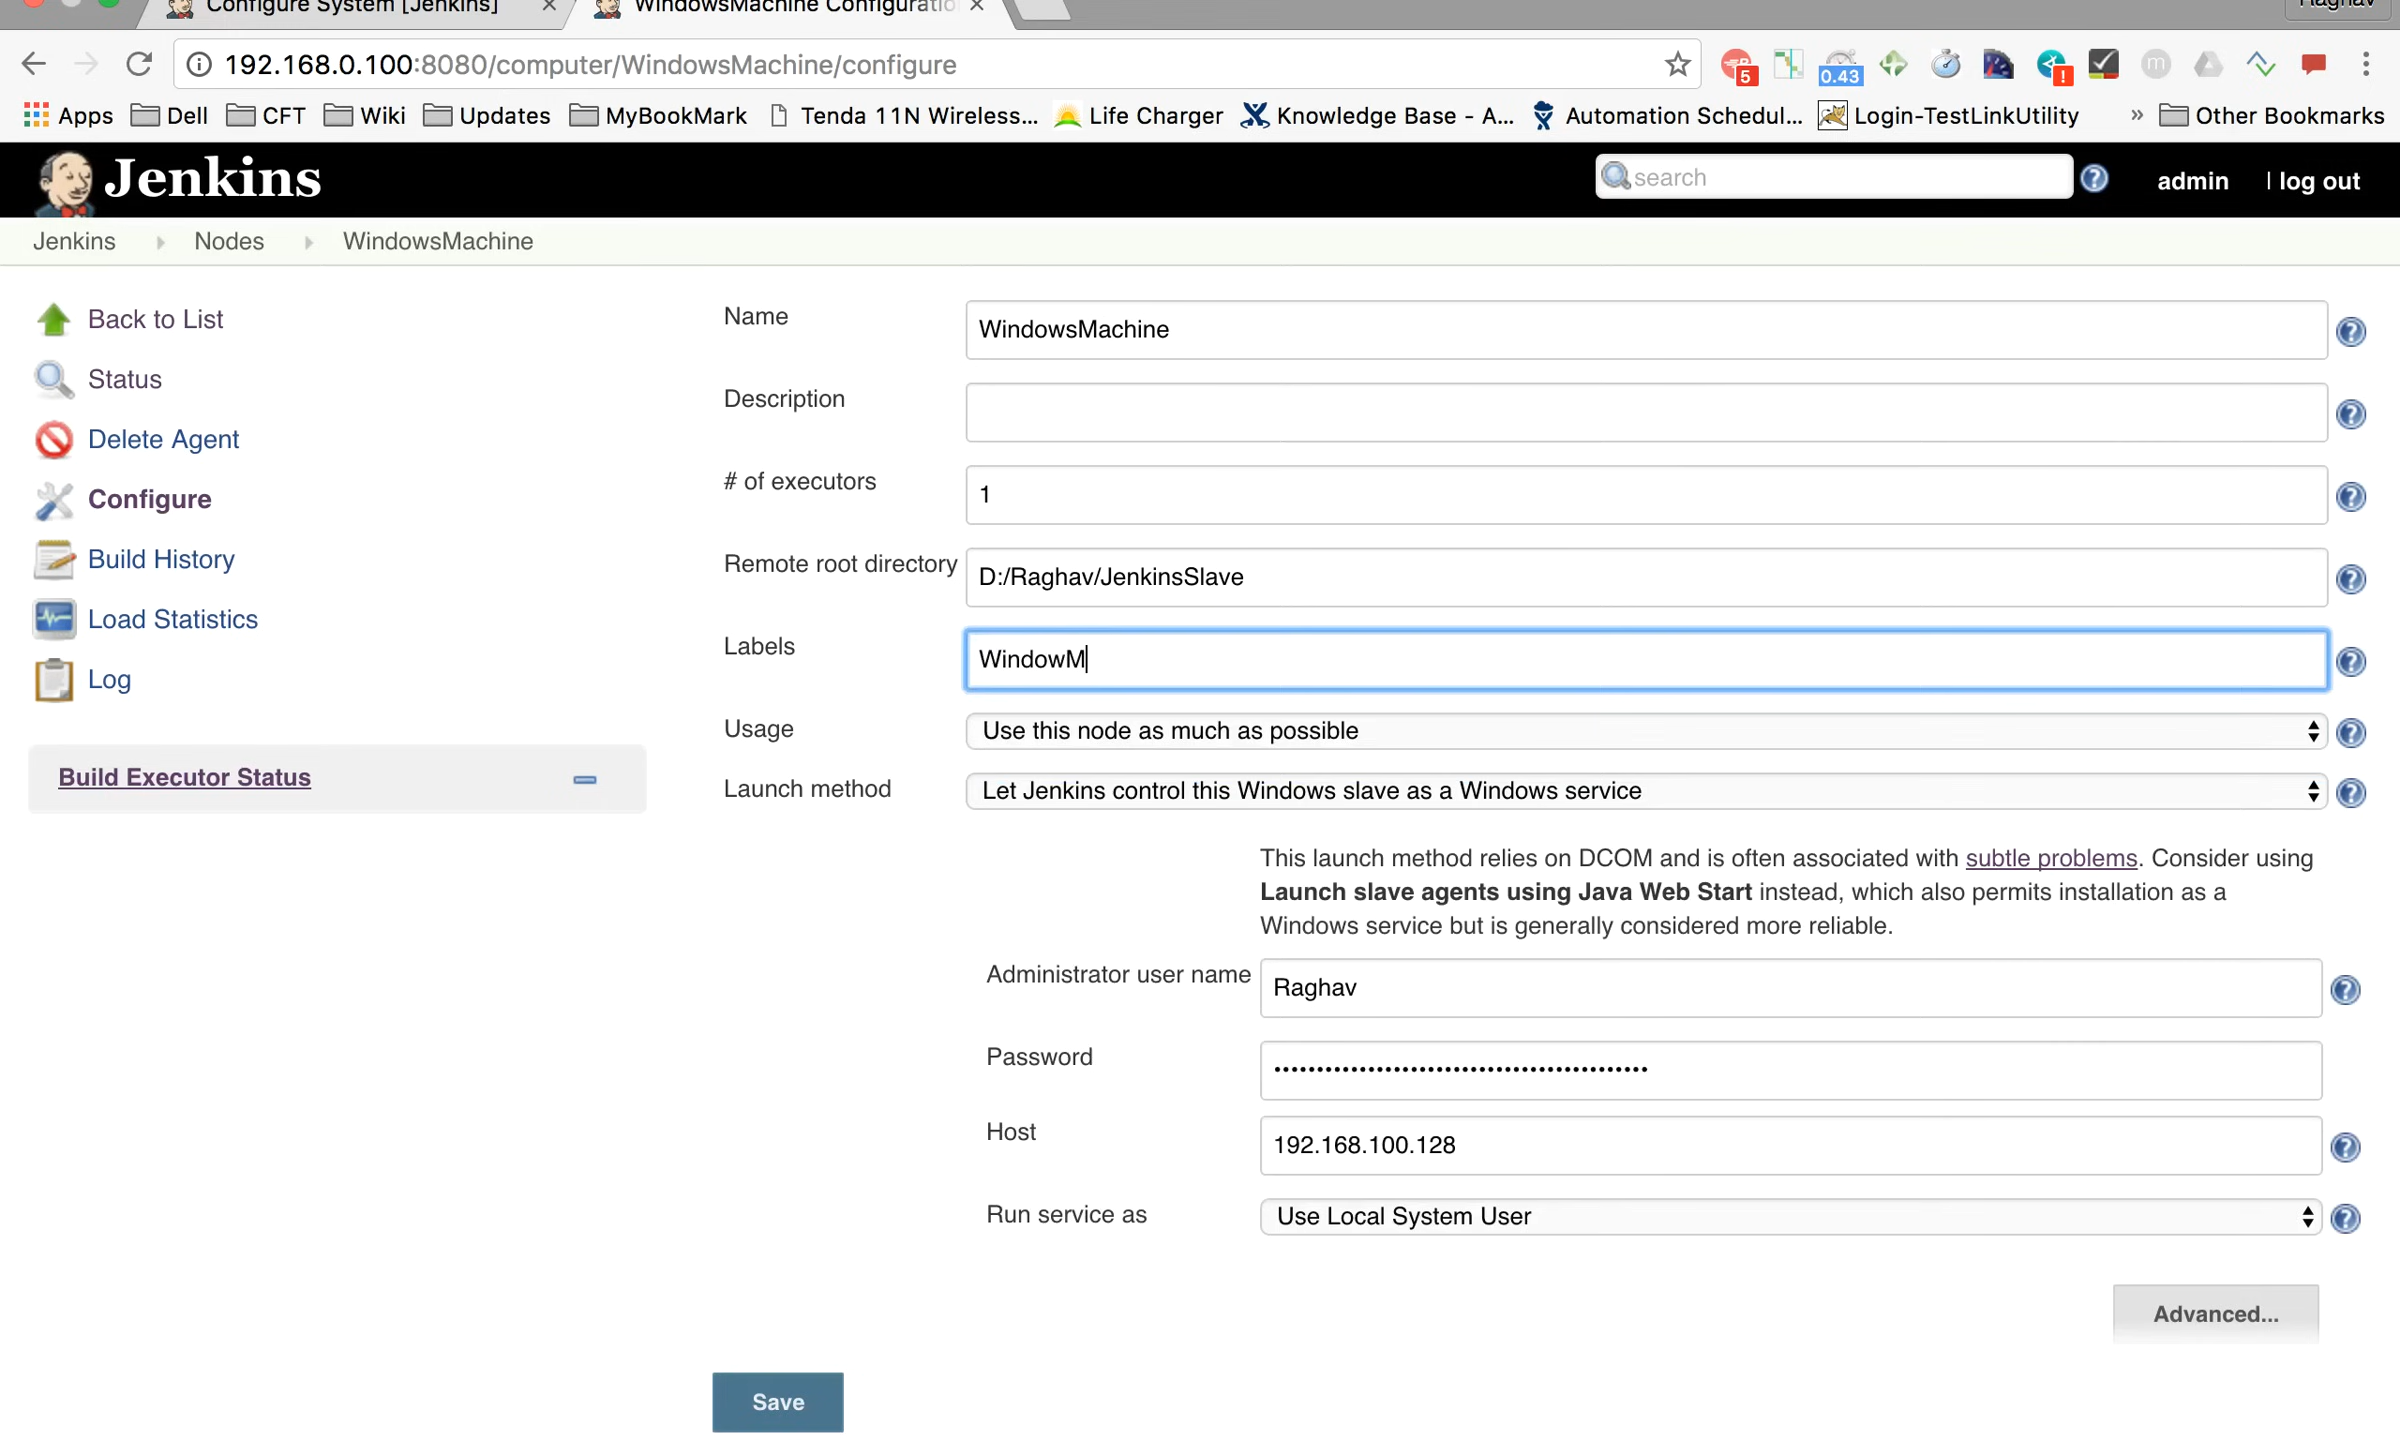 Configure System [Jenkins]
WindowsMachine Configuratio
Raghav
192.168.0.100:8080/computer/WindowsMachine/configure
5
0.43
!
m
Apps Dell CFT Wiki Updates MyBookMark Tenda 11N Wireless... Life Charger Knowledge Base - A... Automation Schedul... Login-TestLinkUtility » Other Bookmarks
Jenkins
search
admin
| log out
Jenkins Nodes WindowsMachine
Back to List
Status
Delete Agent
Configure
Build History
Load Statistics
Log
Build Executor Status
Name WindowsMachine
Description
# of executors 1
Remote root directory D:/Raghav/JenkinsSlave
Labels WindowM
Usage Use this node as much as possible
Launch method Let Jenkins control this Windows slave as a Windows service
This launch method relies on DCOM and is often associated with subtle problems. Consider using
Launch slave agents using Java Web Start instead, which also permits installation as a
Windows service but is generally considered more reliable.
Administrator user name Raghav
Password ••••••••••••••••••••••••••••••••••••••••••••
Host 192.168.100.128
Run service as Use Local System User
Advanced...
Save